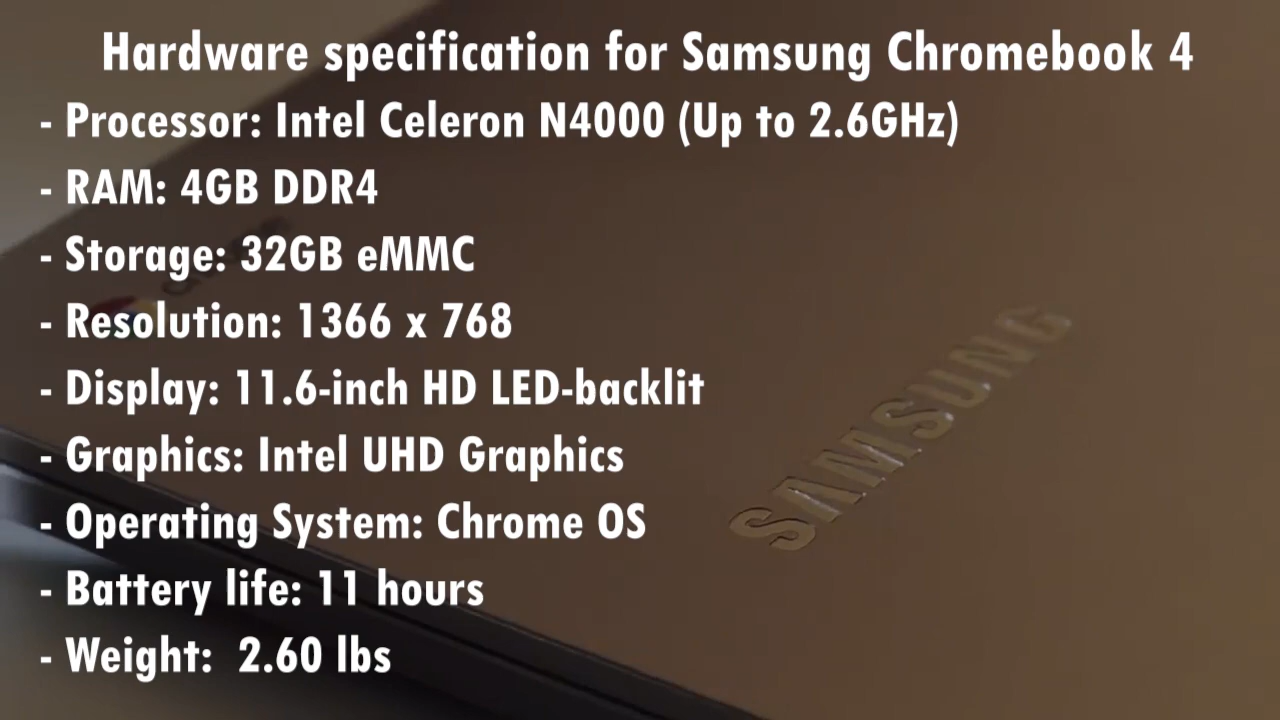 Hardware specification for Samsung Chromebook 4
- Processor: Intel Celeron N4000 (Up to 2.6GHz)
- RAM: 4GB DDR4
- Storage: 32GB eMMC
- Resolution: 1366 x 768
- Display: 11.6-inch HD LED-backlit
- Graphics: Intel UHD Graphics
- Operating System: Chrome OS
- Battery life: 11 hours
- Weight:  2.60 lbs
SAMSUNG